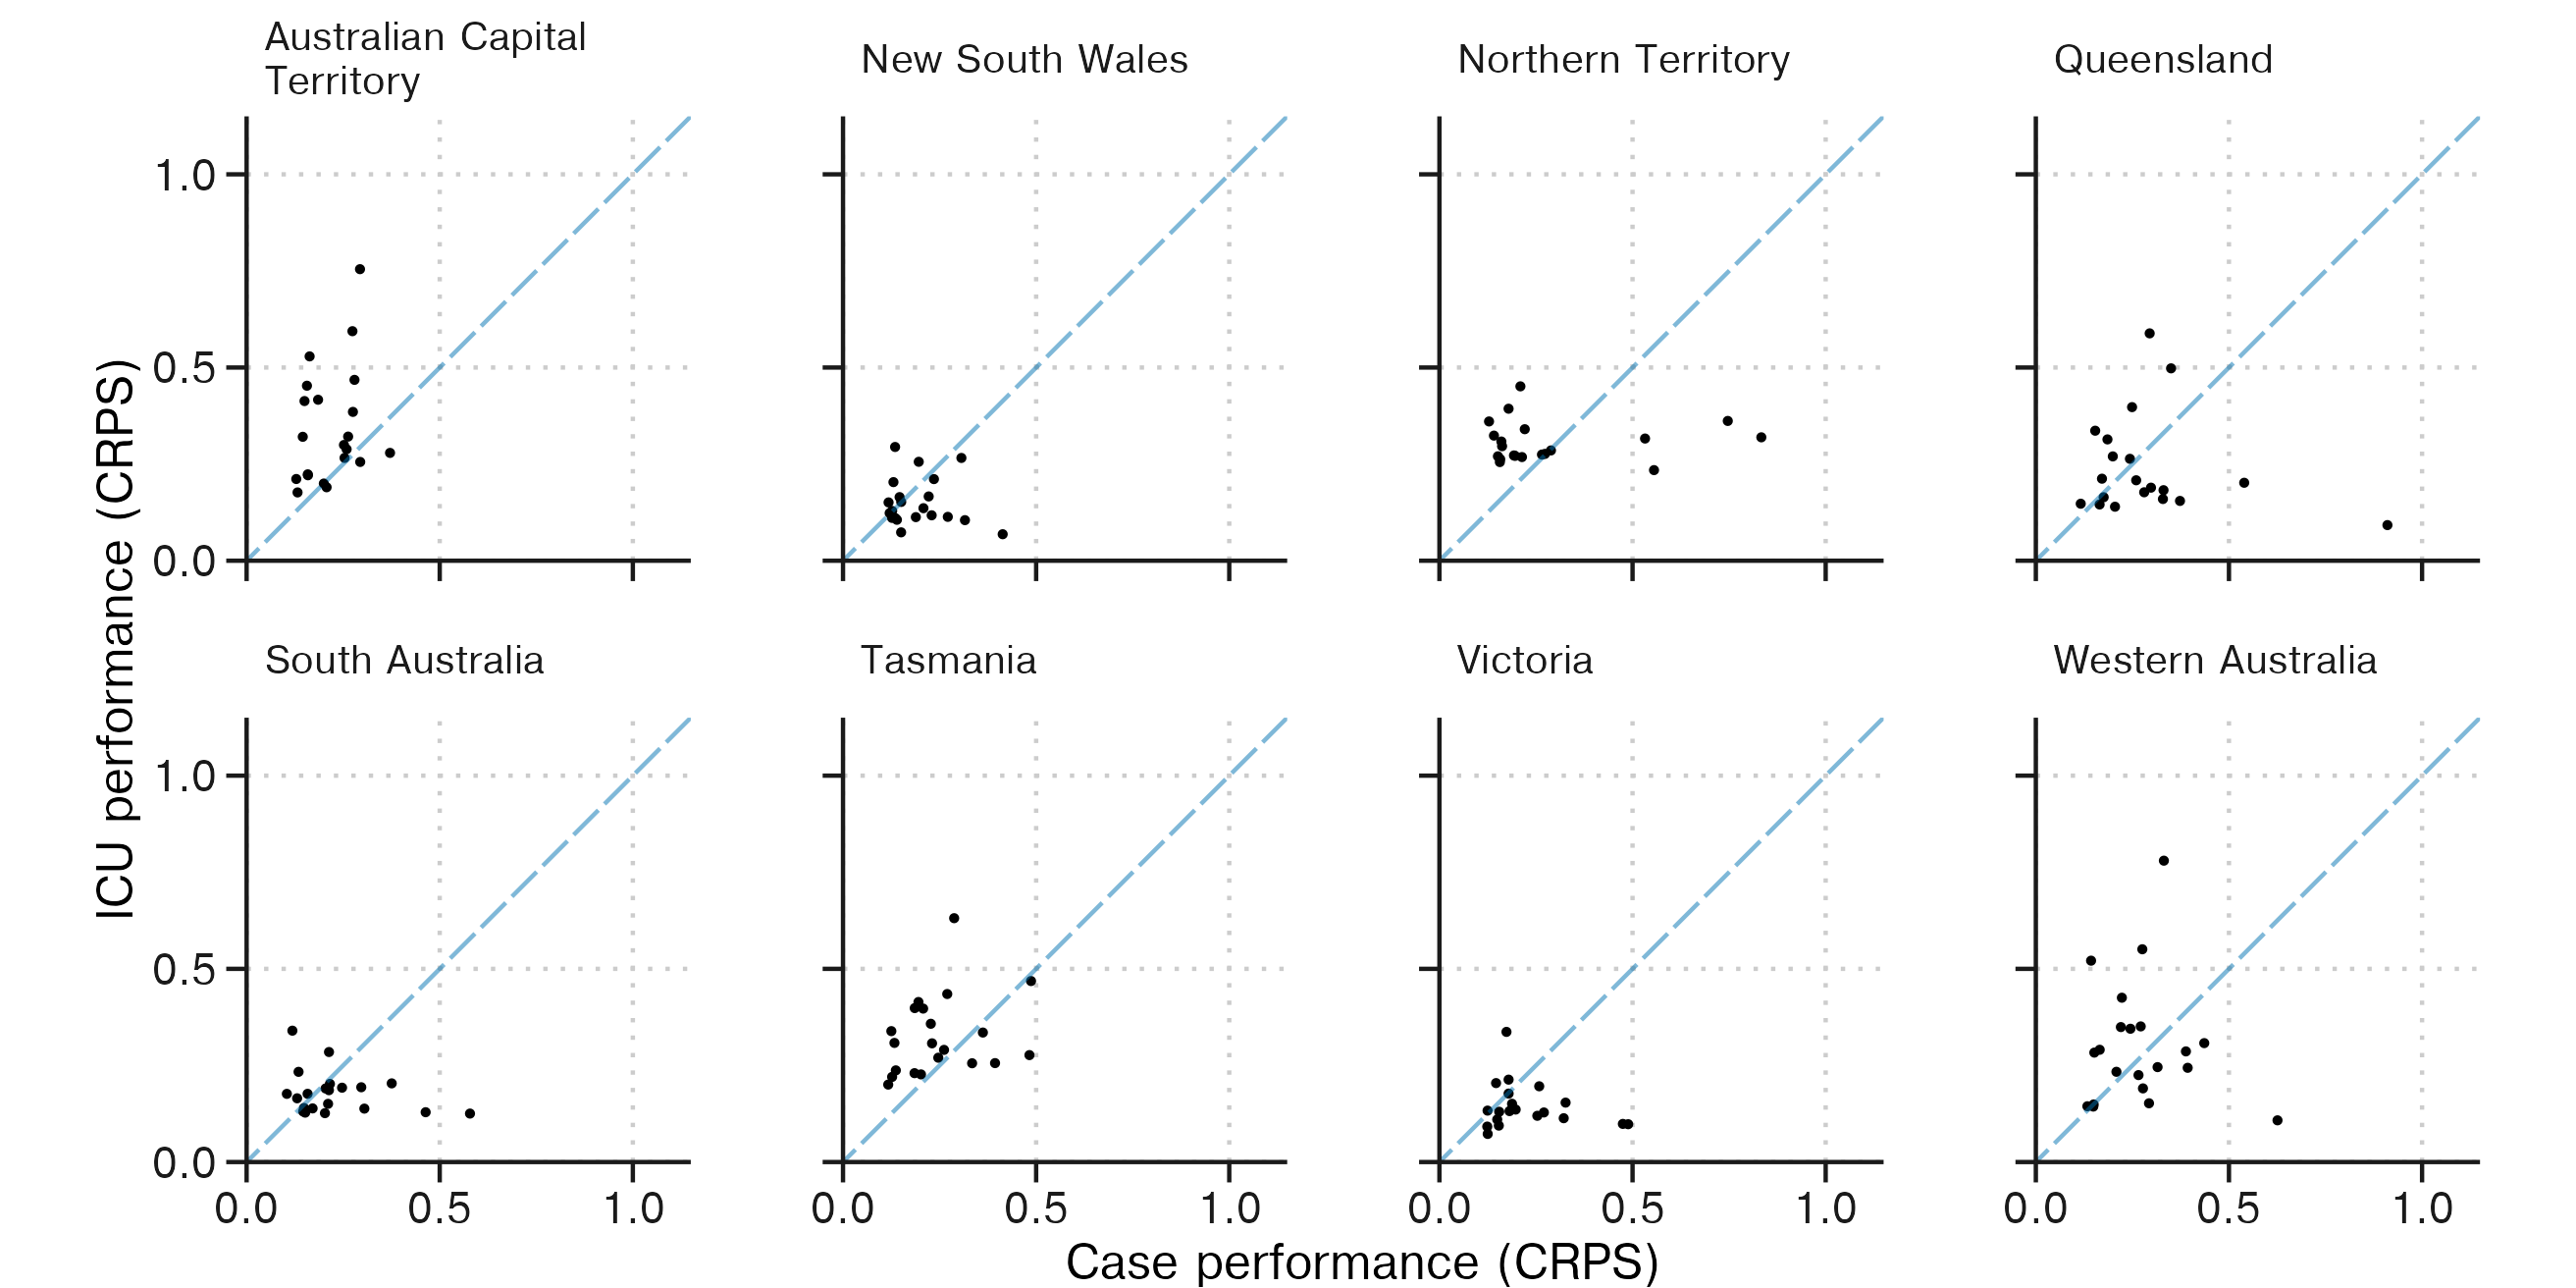 Australian Capital
Territory
New South Wales
Northern Territory
Queensland
1.0
0.5
0.0
ICU performance (CRPS)
South Australia
Tasmania
Victoria
Western Australia
1.0
0.5
0.0
0.0 0.5 1.0
0.0 0.5 1.0
0.0 0.5 1.0
0.0 0.5 1.0
Case performance (CRPS)